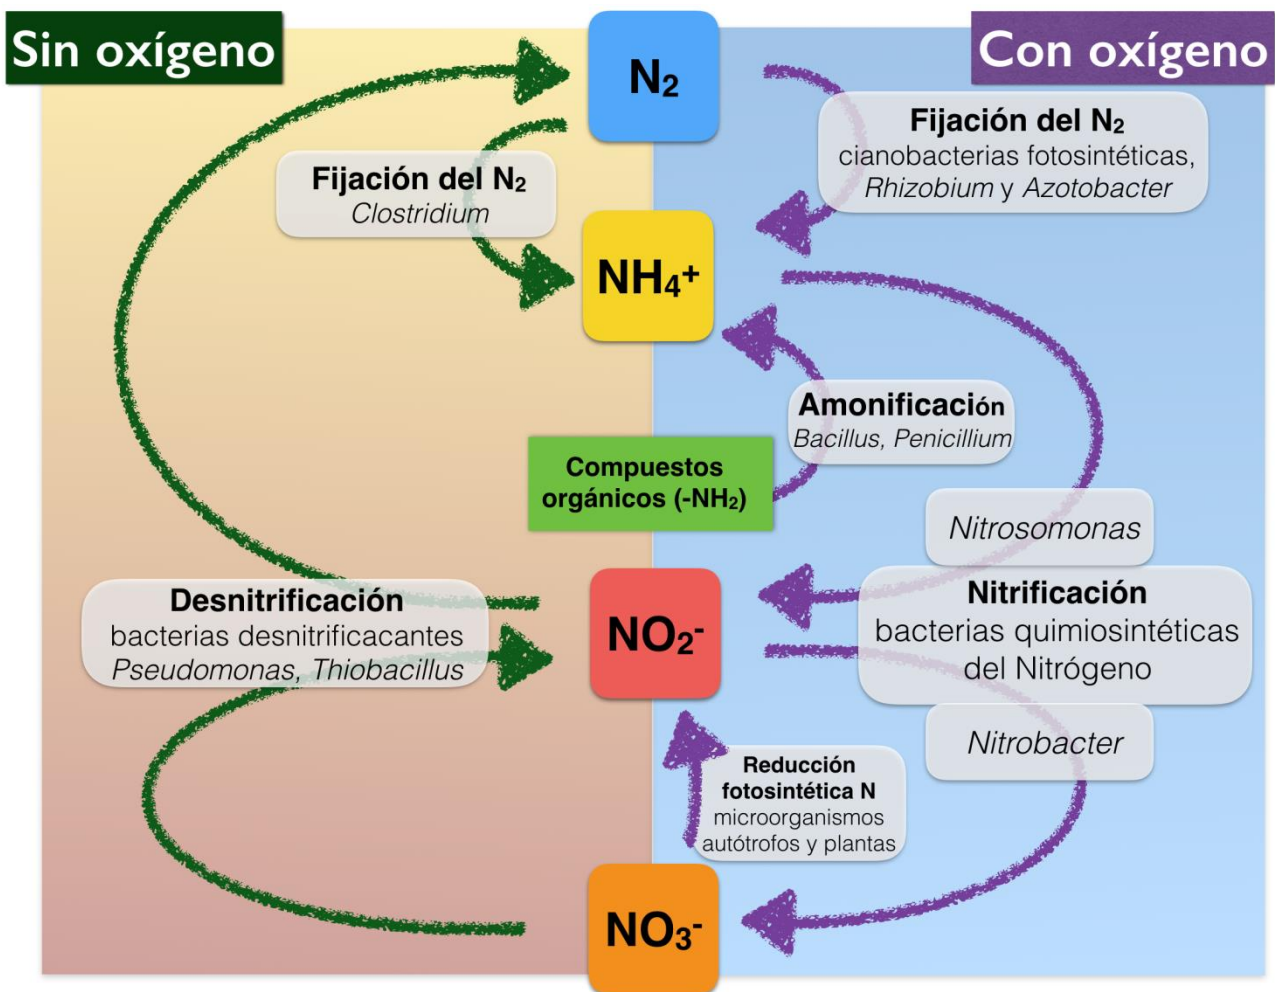 Sin oxígeno
Con oxígeno
N₂
Fijación del N₂
cianobacterias fotosintéticas,
Rhizobium y Azotobacter
Fijación del N₂
Clostridium
NH₄⁺
Amonificación
Bacillus, Penicillium
Compuestos
orgánicos (-NH₂)
Nitrosomonas
Desnitrificación
bacterias desnitrificacantes
Pseudomonas, Thiobacillus
NO₂⁻
Nitrificación
bacterias quimiosintéticas
del Nitrógeno
Nitrobacter
Reducción
fotosintética N
microorganismos
autótrofos y plantas
NO₃⁻